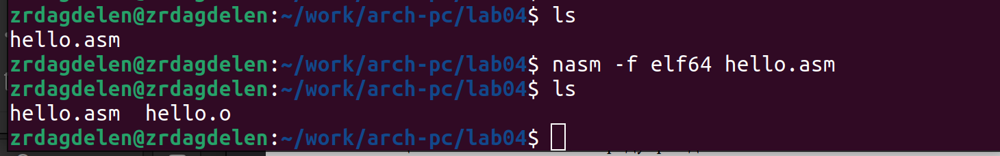 zrdagdelen@zrdagdelen:~/work/arch-pc/lab04$ ls
hello.asm
zrdagdelen@zrdagdelen:~/work/arch-pc/lab04$ nasm -f elf64 hello.asm
zrdagdelen@zrdagdelen:~/work/arch-pc/lab04$ ls
hello.asm  hello.o
zrdagdelen@zrdagdelen:~/work/arch-pc/lab04$